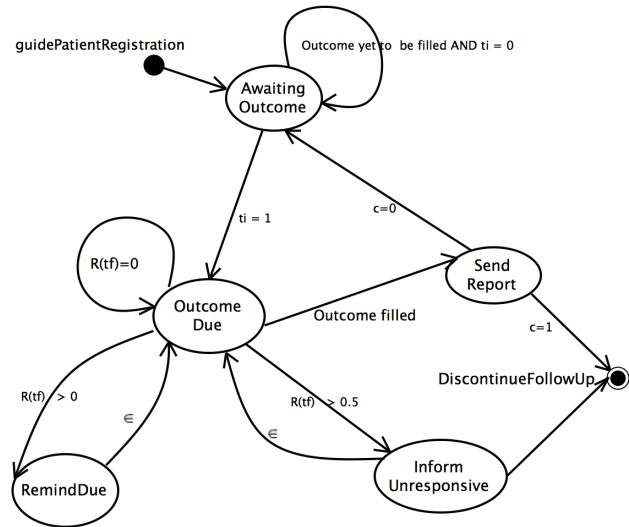 guidePatientRegistration
Outcome yet to be filled AND ti = 0
Awaiting
Outcome
c=0
ti = 1
R(tf)=0
Send
Report
Outcome
Due
Outcome filled
c=1
DiscontinueFollowUp
R(tf) > 0
∈
R(tf) > 0.5
∈
RemindDue
Inform
Unresponsive